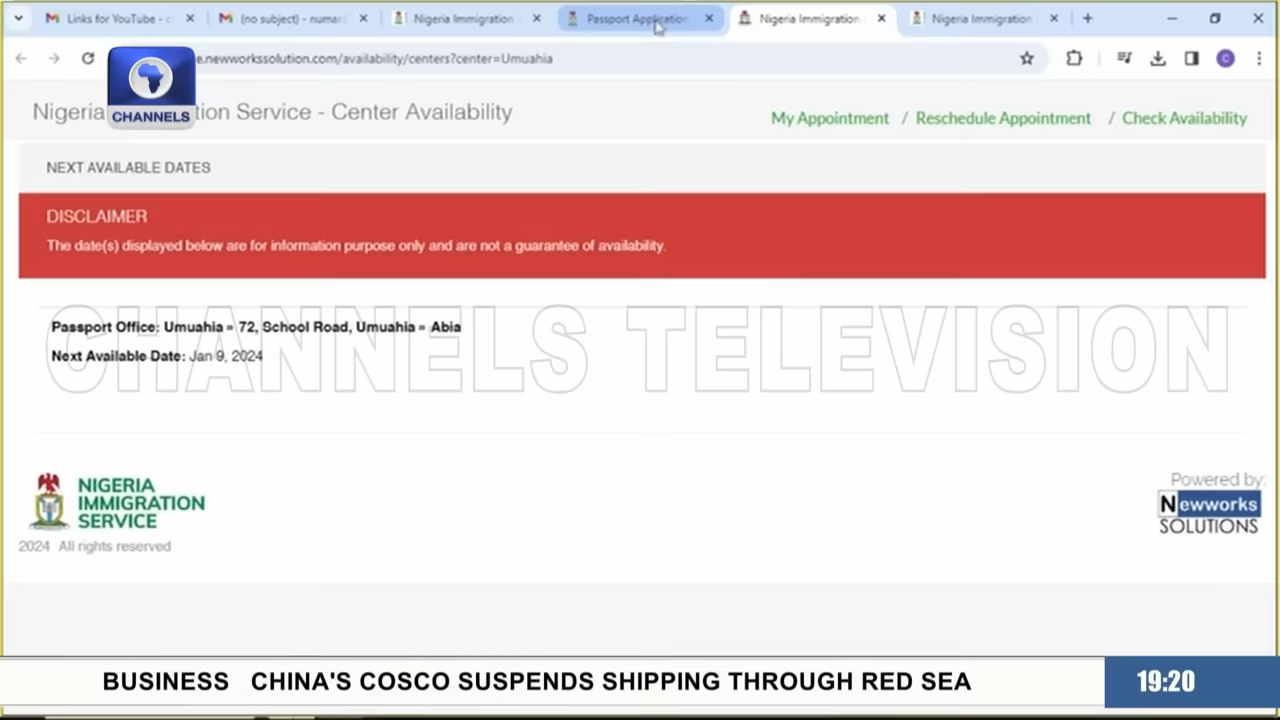 Links for YouTube - c
(no subject) - numan
Nigeria Immigration
Passport Application
Nigeria Immigration
Nigeria Immigration
e.newworkssolution.com/availability/centers?center=Umuahia
C
CHANNELS
Nigeria tion Service - Center Availability
My Appointment / Reschedule Appointment / Check Availability
NEXT AVAILABLE DATES
DISCLAIMER
The date(s) displayed below are for information purpose only and are not a guarantee of availability.
CHANNELS TELEVISION
Passport Office: Umuahia » 72, School Road, Umuahia » Abia
Next Available Date: Jan 9, 2024
NIGERIA
IMMIGRATION
SERVICE
2024 All rights reserved
Powered by:
Newworks
SOLUTIONS
BUSINESS CHINA'S COSCO SUSPENDS SHIPPING THROUGH RED SEA
19:20